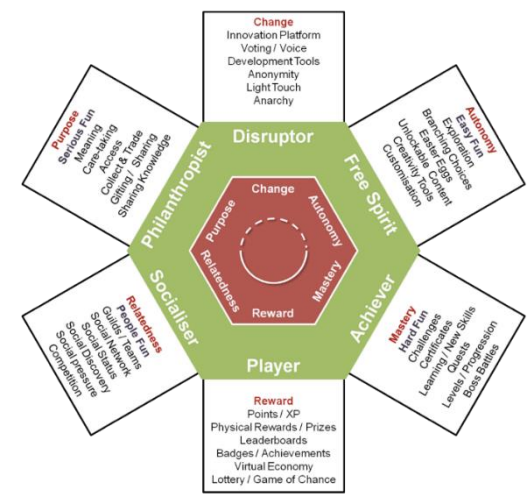 Change
Innovation Platform
Voting / Voice
Development Tools
Anonymity
Light Touch
Anarchy
Purpose
Serious Fun
Meaning
Care-taking
Access
Collect & Trade
Gifting / Sharing
Sharing Knowledge
Autonomy
Easy Fun
Exploration
Branching Choices
Easter Eggs
Unlockable Content
Creativity Tools
Customisation
Disruptor
Philanthropist
Free Spirit
Change
Purpose
Autonomy
Relatedness
Mastery
Reward
Socialiser
Achiever
Player
Relatedness
People Fun
Guilds / Teams
Social Network
Social Status
Social Discovery
Social pressure
Competition
Mastery
Hard Fun
Challenges
Certificates
Learning / New Skills
Quests
Levels / Progression
Boss Battles
Reward
Points / XP
Physical Rewards / Prizes
Leaderboards
Badges / Achievements
Virtual Economy
Lottery / Game of Chance